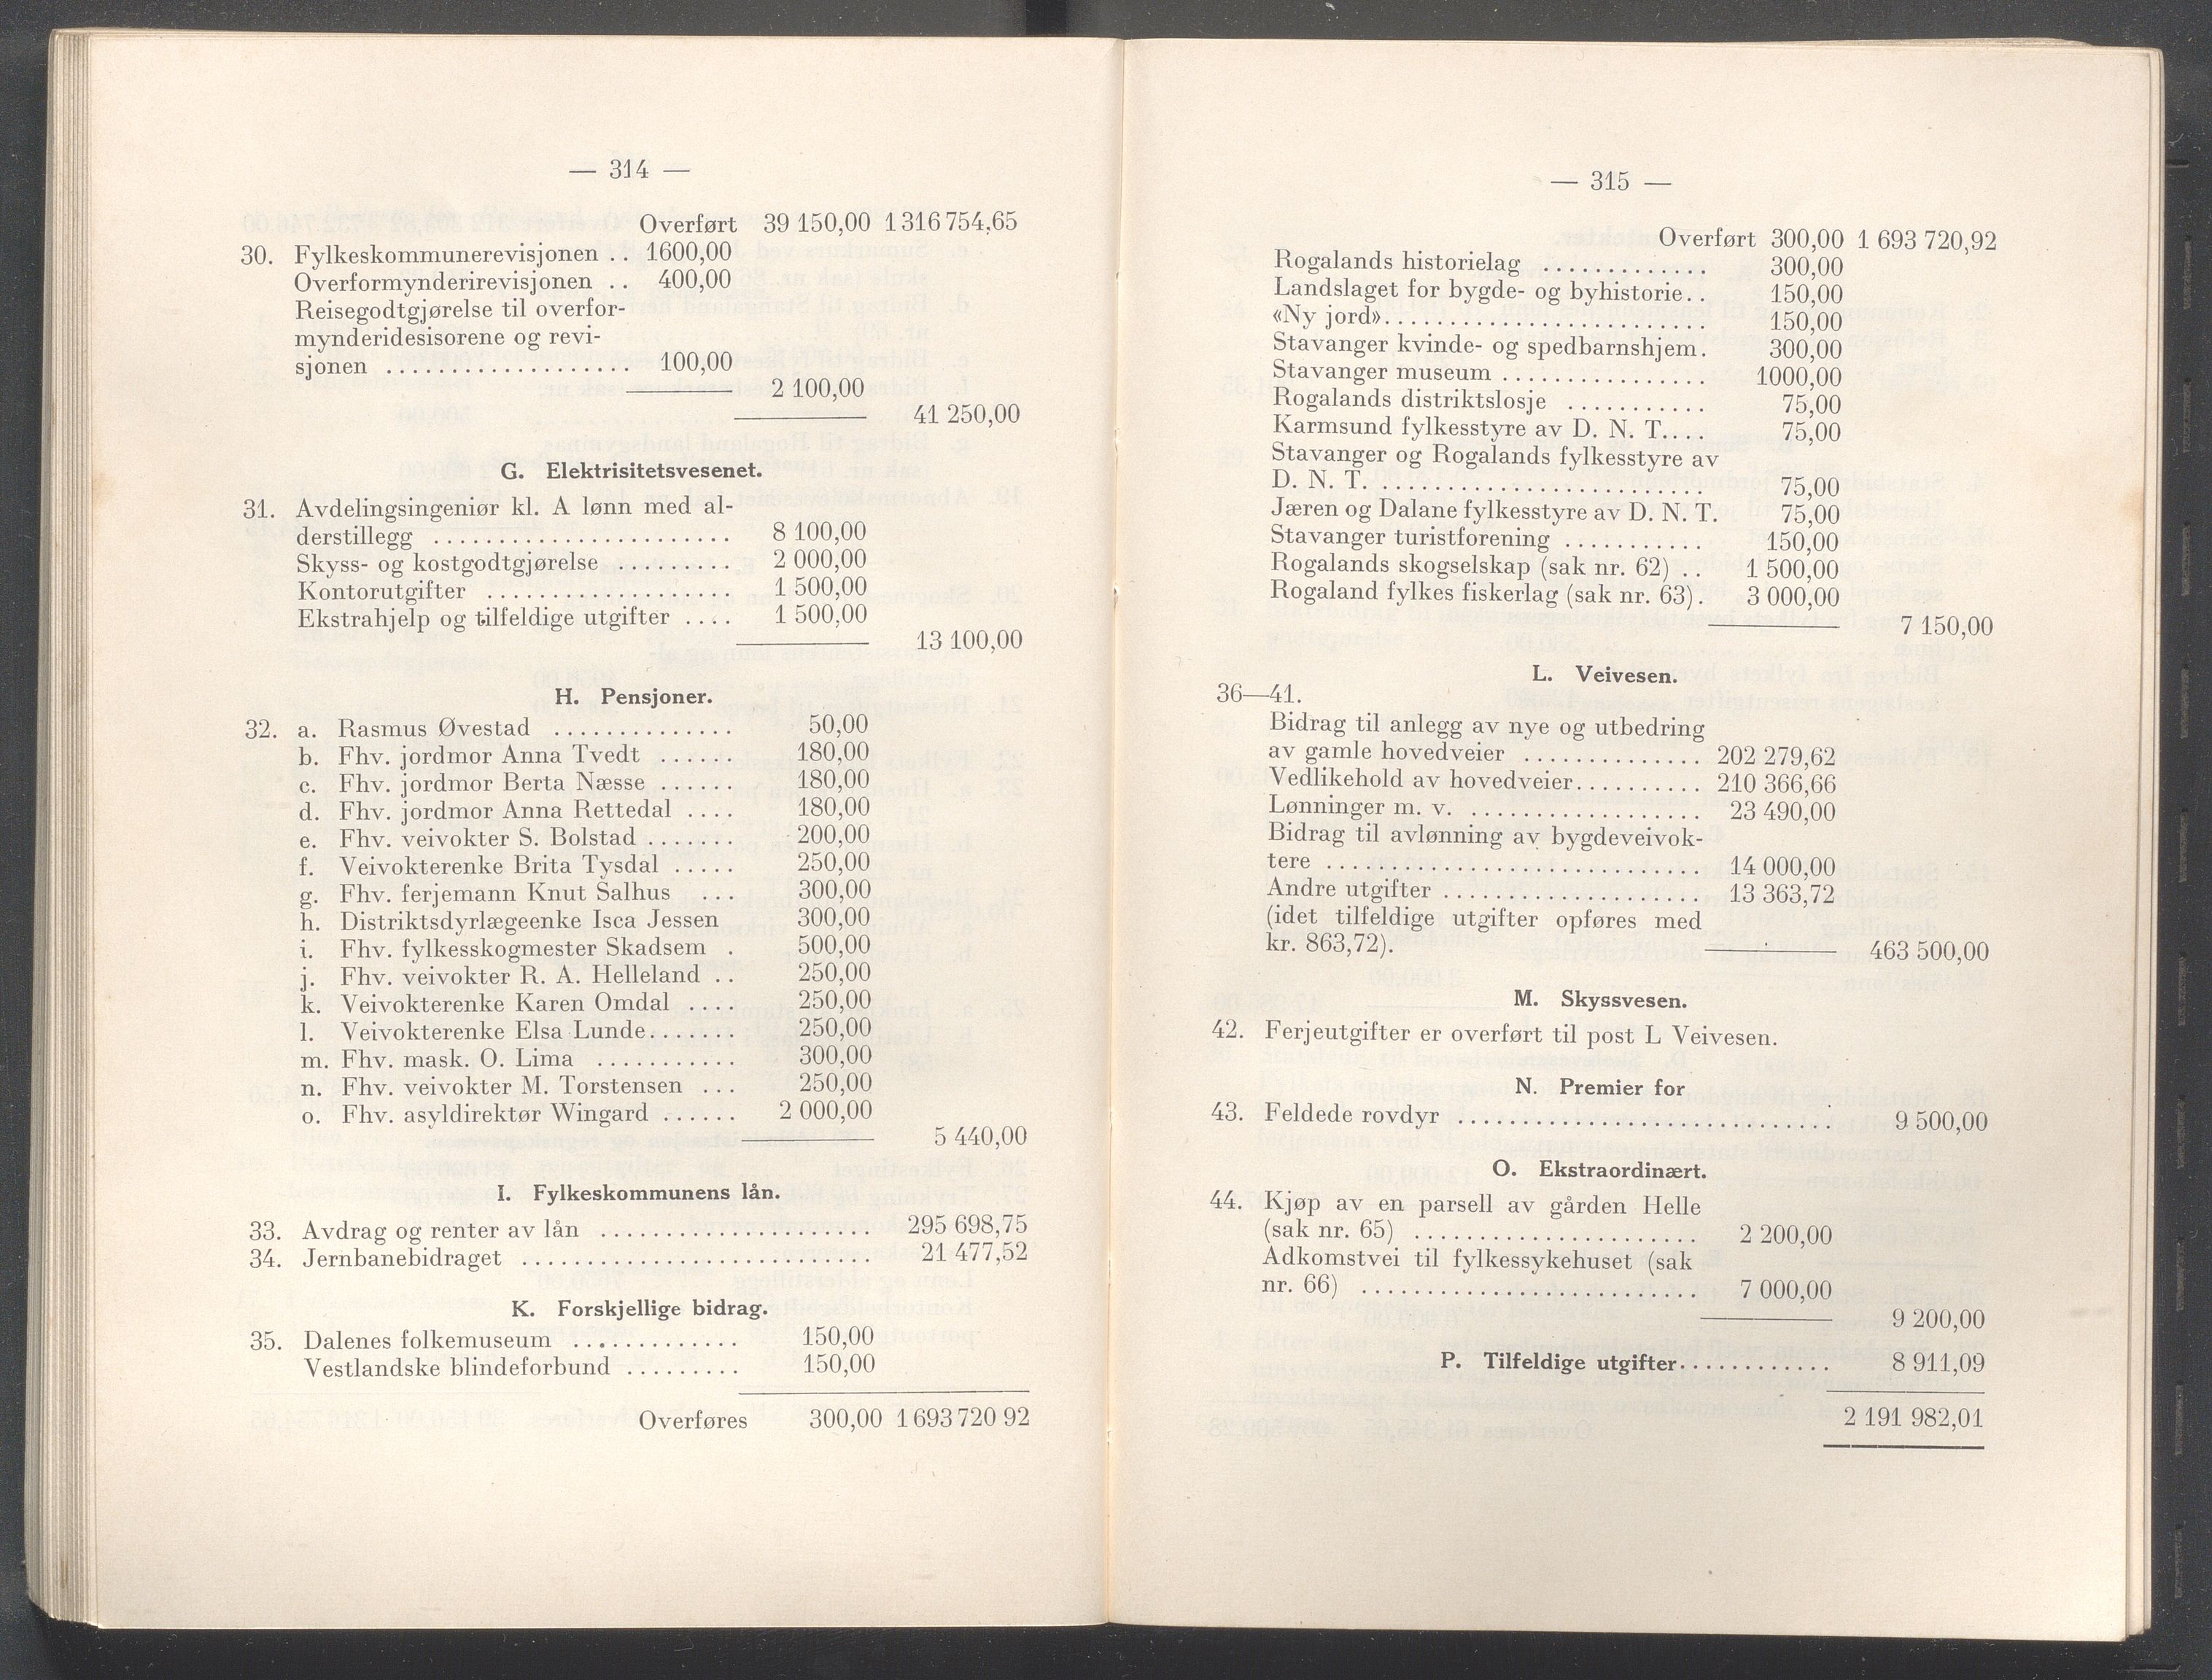 — 314 —
Overført 39 150,00 1 316 754,65
30. Fylkeskommunerevisjonen .. 1600,00
Overformynderirevisjonen .. 400,00
Reisegodtgjørelse til overfor-
mynderidesisorene og revi-
sjonen ................... 100,00
2 100,00
41 250,00
G. Elektrisitetsvesenet.
31. Avdelingsingeniør kl. A lønn med al-
derstillegg ....................... 8 100,00
Skyss- og kostgodtgjørelse ......... 2 000,00
Kontorutgifter ................... 1 500,00
Ekstrahjelp og tilfeldige utgifter .... 1 500,00
13 100,00
H. Pensjoner.
32. a. Rasmus Øvestad .............. 50,00
b. Fhv. jordmor Anna Tvedt ...... 180,00
c. Fhv. jordmor Berta Næsse ...... 180,00
d. Fhv. jordmor Anna Rettedal .... 180,00
e. Fhv. veivokter S. Bolstad ....... 200,00
f. Veivokterenke Brita Tysdal ..... 250,00
g. Fhv. ferjemann Knut Salhus ... 300,00
h. Distriktsdyrlægeenke Isca Jessen 300,00
i. Fhv. fylkesskogmester Skadsem . 500,00
j. Fhv. veivokter R. A. Helleland .. 250,00
k. Veivokterenke Karen Omdal .... 250,00
l. Veivokterenke Elsa Lunde....... 250,00
m. Fhv. mask. O. Lima ........... 300,00
n. Fhv. veivokter M. Torstensen ... 250,00
o. Fhv. asyldirektør Wingard ...... 2 000,00
5 440,00
I. Fylkeskommunens lån.
33. Avdrag og renter av lån ..................... 295 698,75
34. Jernbanebidraget ........................... 21 477,52
K. Forskjellige bidrag.
35. Dalenes folkemuseum ............. 150,00
Vestlandske blindeforbund ......... 150,00
Overføres 300,00 1 693 720 92
— 315 —
Overført 300,00 1 693 720,92
Rogalands historielag ............. 300,00
Landslaget for bygde- og byhistorie.. 150,00
«Ny jord»......................... 150,00
Stavanger kvinde- og spedbarnshjem. 300,00
Stavanger museum ................ 1000,00
Rogalands distriktslosje ........... 75,00
Karmsund fylkesstyre av D. N. T.... 75,00
Stavanger og Rogalands fylkesstyre av
D. N. T. ......................... 75,00
Jæren og Dalane fylkesstyre av D. N. T. 75,00
Stavanger turistforening ........... 150,00
Rogalands skogselskap (sak nr. 62) .. 1 500,00
Rogaland fylkes fiskerlag (sak nr. 63). 3 000,00
7 150,00
L. Veivesen.
36—41.
Bidrag til anlegg av nye og utbedring
av gamle hovedveier .............. 202 279,62
Vedlikehold av hovedveier.......... 210 366,66
Lønninger m. v. .................. 23 490,00
Bidrag til avlønning av bygdeveivok-
tere ............................. 14 000,00
Andre utgifter .................... 13 363,72
(idet tilfeldige utgifter opføres med
kr. 863,72). 463 500,00
M. Skyssvesen.
42. Ferjeutgifter er overført til post L Veivesen.
N. Premier for
43. Feldede rovdyr ............................. 9 500,00
O. Ekstraordinært.
44. Kjøp av en parsell av gården Helle
(sak nr. 65) ...................... 2 200,00
Adkomstvei til fylkessykehuset (sak
nr. 66) .......................... 7 000,00
9 200,00
P. Tilfeldige utgifter............ 8 911,09
2 191 982,01